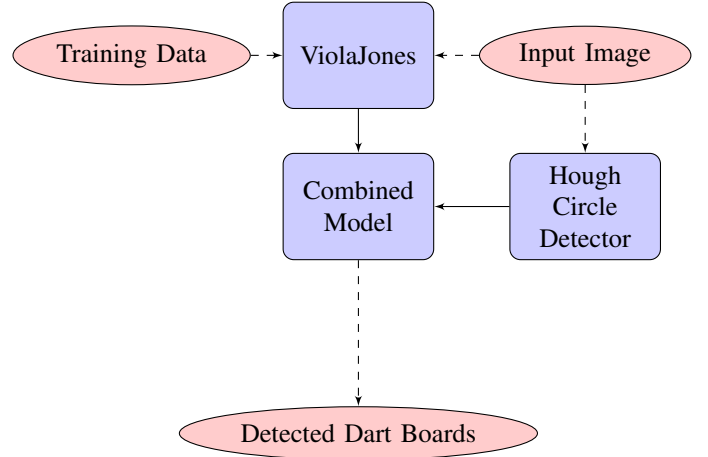 Training Data
ViolaJones
Input Image
Combined
Model
Hough
Circle
Detector
Detected Dart Boards